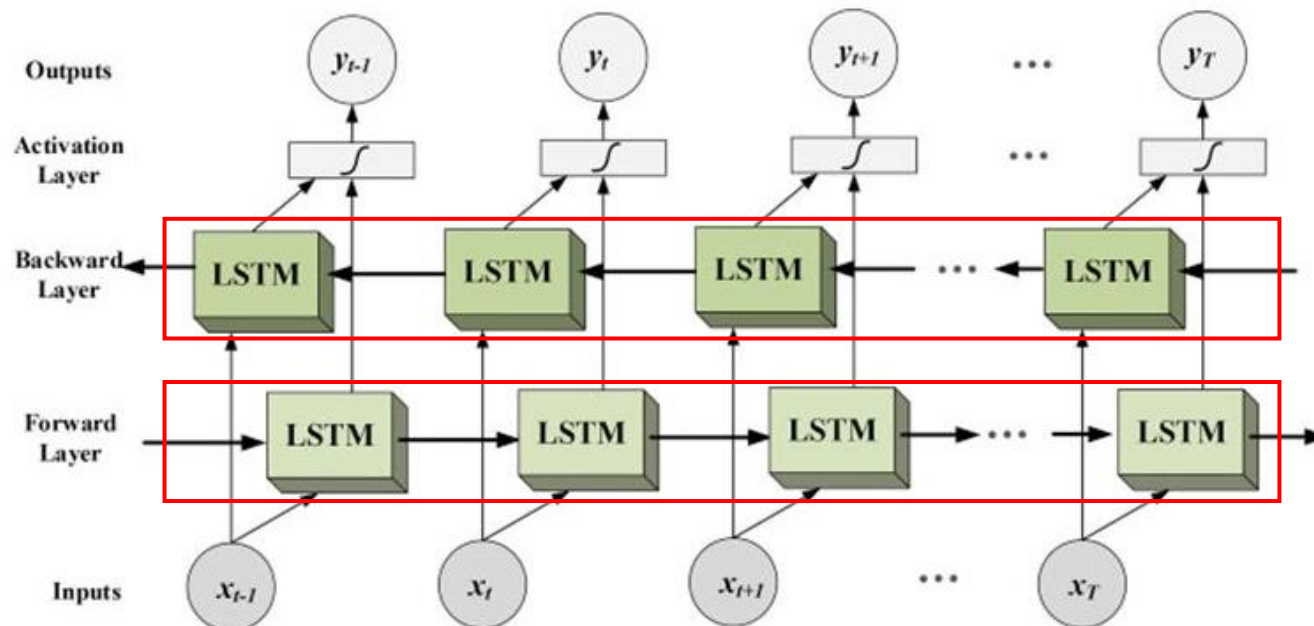 Outputs
y_{t-1} y_t y_{t+1} ... y_T
Activation
Layer
∫ ∫ ∫ ... ∫
Backward
Layer
LSTM LSTM LSTM ... LSTM
Forward
Layer
LSTM LSTM LSTM ... LSTM
Inputs
x_{t-1} x_t x_{t+1} ... x_T